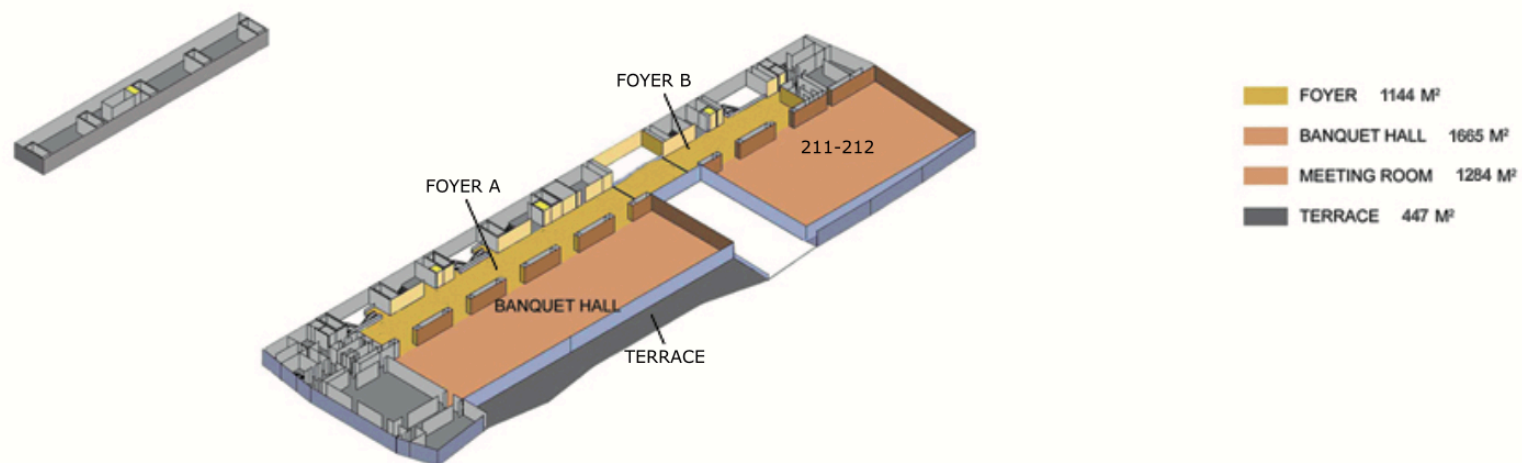 FOYER B
211-212
FOYER A
BANQUET HALL
TERRACE
FOYER 1144 M²
BANQUET HALL 1665 M²
MEETING ROOM 1284 M²
TERRACE 447 M²